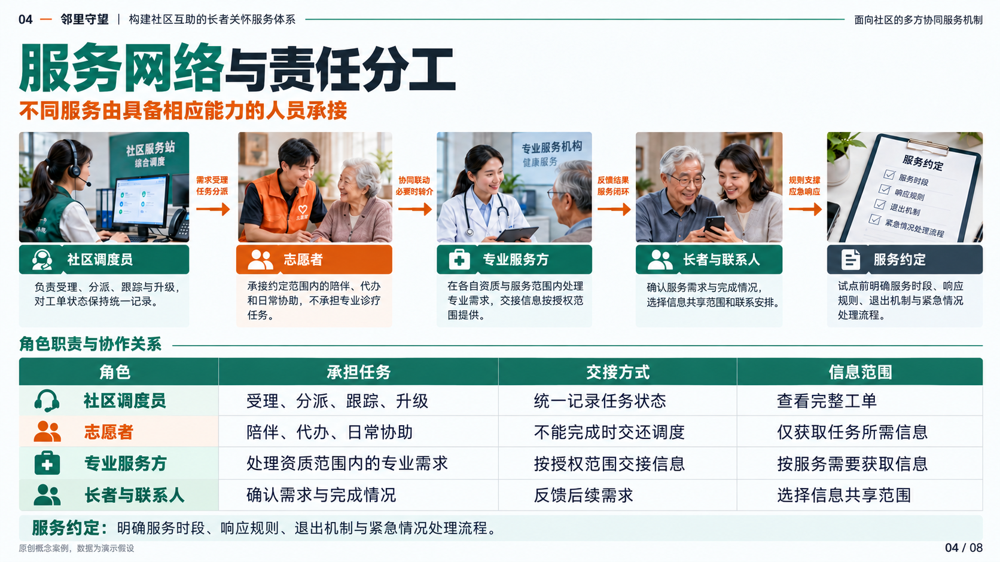 04 — 邻里守望 | 构建社区互助的长者关怀服务体系
面向社区的多方协同服务机制
服务网络与责任分工
不同服务由具备相应能力的人员承接
社区服务站
综合调度
需求受理
任务分派
协同联动
必要时转介
专业服务机构
健康服务
反馈结果
服务闭环
规则支撑
应急响应
服务约定
服务时段
响应规则
退出机制
紧急情况处理流程
社区调度员
负责受理、分派、跟踪与升级，
对工单状态保持统一记录。
志愿者
承接约定范围内的陪伴、代办
和日常协助，不承担专业诊疗
任务。
专业服务方
在各自资质与服务范围内处理
专业需求，交接信息按授权范
围提供。
长者与联系人
确认服务需求与完成情况，
选择信息共享范围和联系安排。
服务约定
试点前明确服务时段、响应
规则、退出机制与紧急情况
处理流程。
角色职责与协作关系
角色 承担任务 交接方式 信息范围
社区调度员 受理、分派、跟踪、升级 统一记录任务状态 查看完整工单
志愿者 陪伴、代办、日常协助 不能完成时交还调度 仅获取任务所需信息
专业服务方 处理资质范围内的专业需求 按授权范围交接信息 按服务需要获取信息
长者与联系人 确认需求与完成情况 反馈后续需求 选择信息共享范围
服务约定：明确服务时段、响应规则、退出机制与紧急情况处理流程。
原创概念案例，数据为演示假设
04 / 08